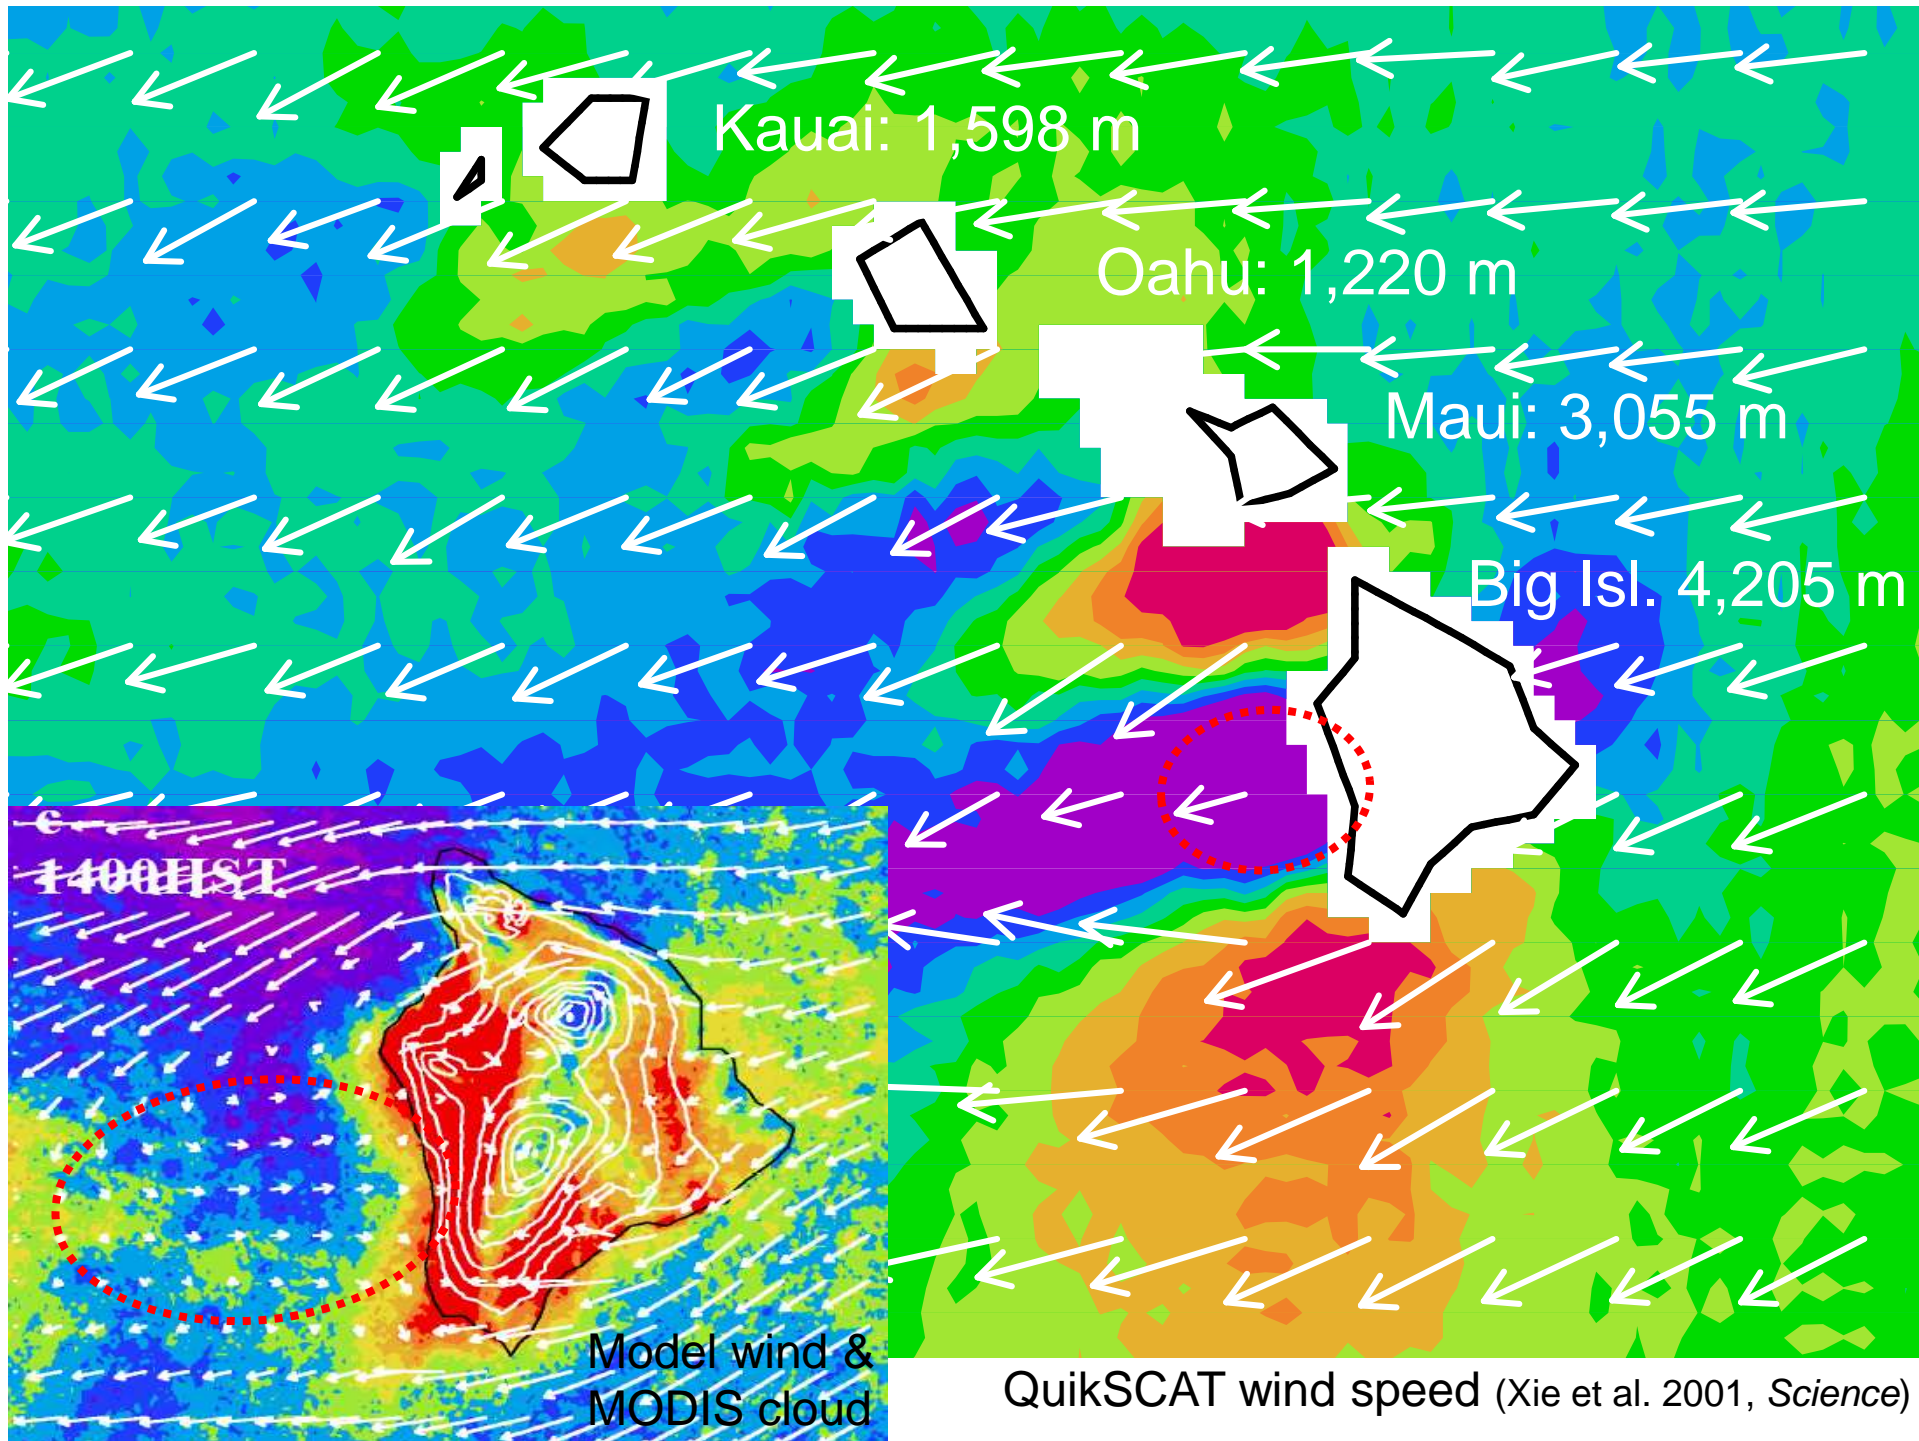 Kauai: 1,598 m
Oahu: 1,220 m
Maui: 3,055 m
Big Isl. 4,205 m
c
1400HST
Model wind &
MODIS cloud
QuikSCAT wind speed (Xie et al. 2001, Science)